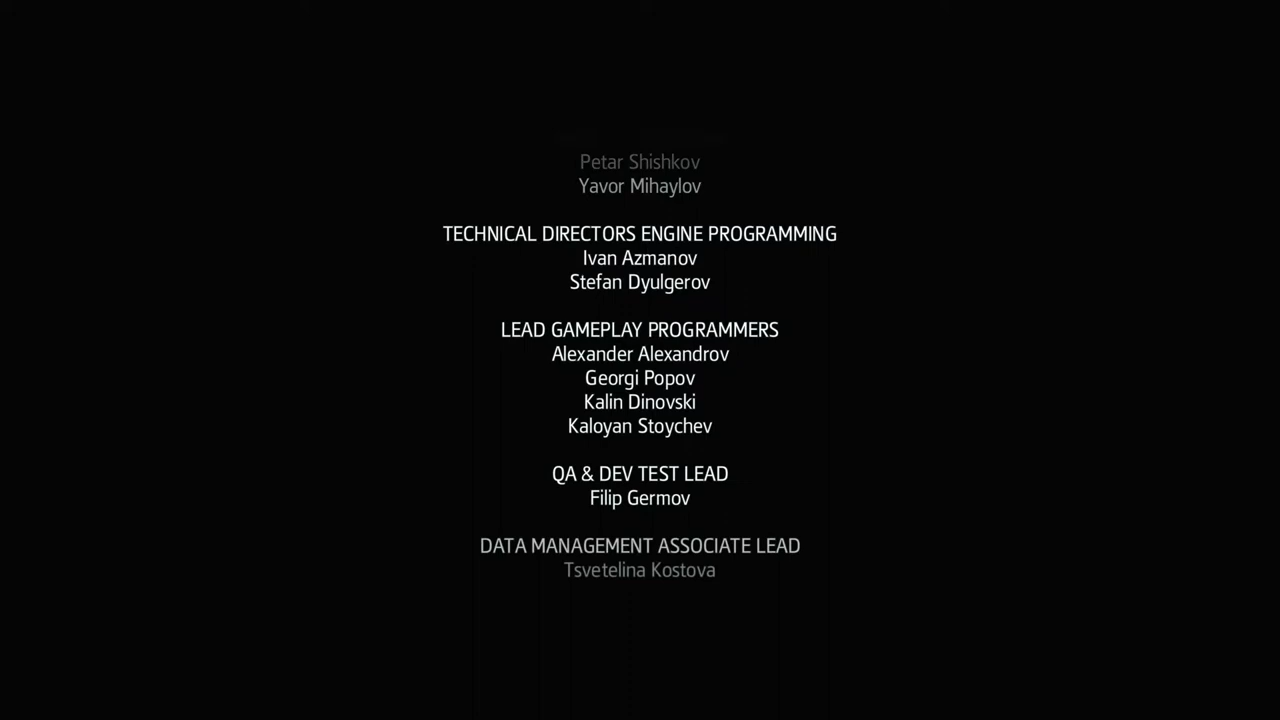 Petar Shishkov
Yavor Mihaylov
TECHNICAL DIRECTORS ENGINE PROGRAMMING
Ivan Azmanov
Stefan Dyulgerov
LEAD GAMEPLAY PROGRAMMERS
Alexander Alexandrov
Georgi Popov
Kalin Dinovski
Kaloyan Stoychev
QA & DEV TEST LEAD
Filip Germov
DATA MANAGEMENT ASSOCIATE LEAD
Tsvetelina Kostova